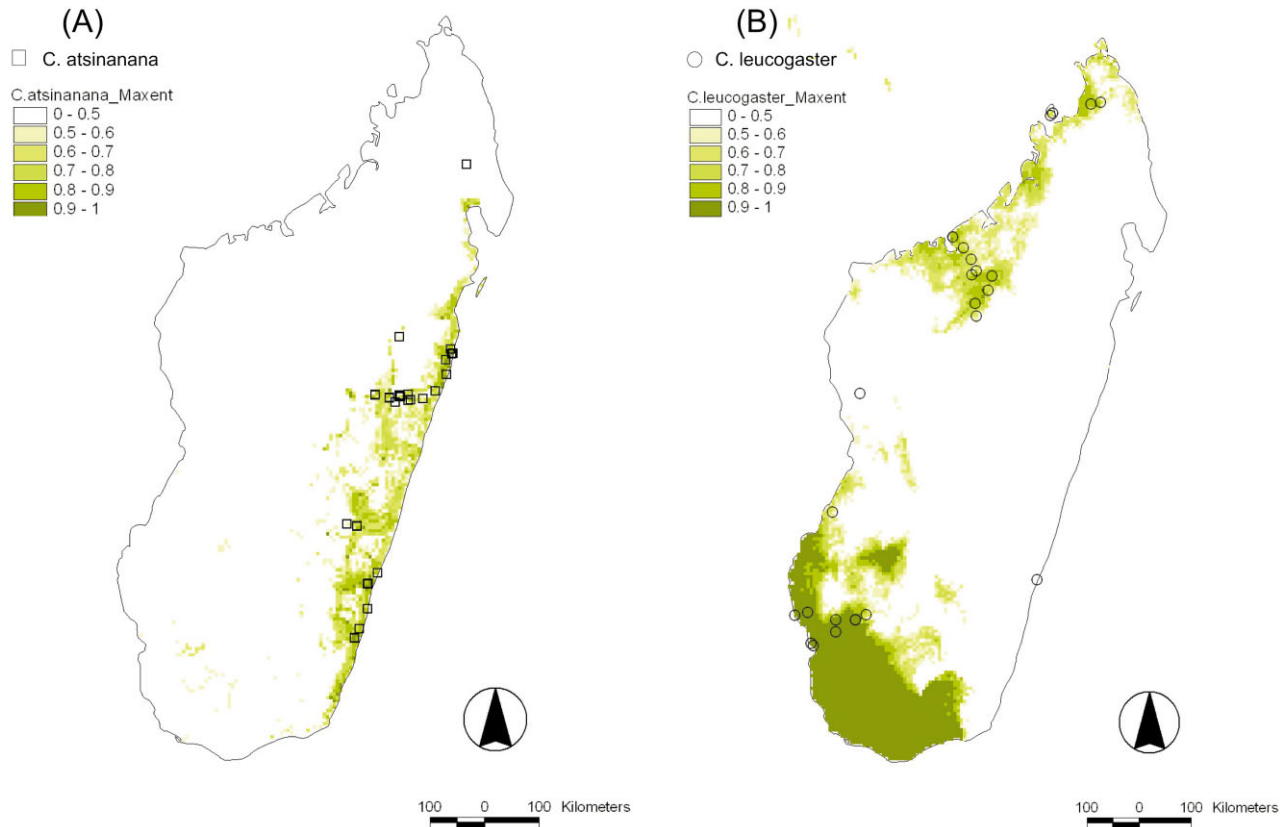 (A)
C. atsinanana
C.atsinanana_Maxent
0 - 0.5
0.5 - 0.6
0.6 - 0.7
0.7 - 0.8
0.8 - 0.9
0.9 - 1
100 0 100 Kilometers
(B)
C. leucogaster
C.leucogaster_Maxent
0 - 0.5
0.5 - 0.6
0.6 - 0.7
0.7 - 0.8
0.8 - 0.9
0.9 - 1
100 0 100 Kilometers